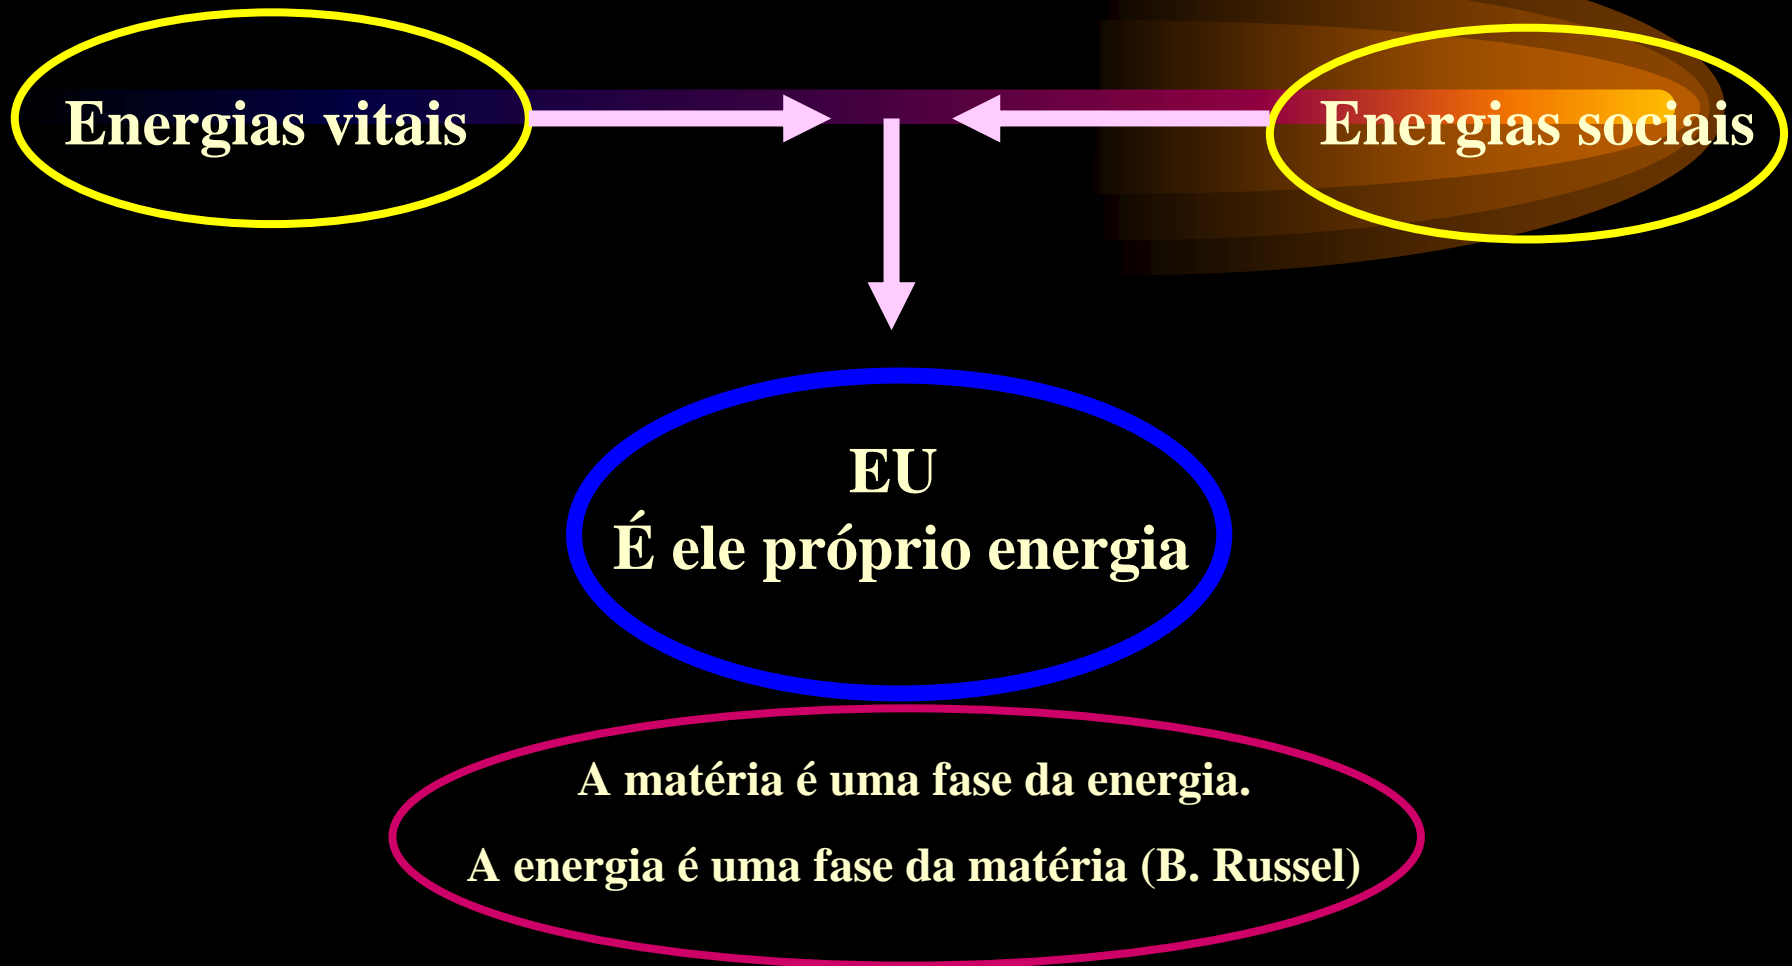 Energias vitais
Energias sociais
EU
É ele próprio energia
A matéria é uma fase da energia.
A energia é uma fase da matéria (B. Russel)